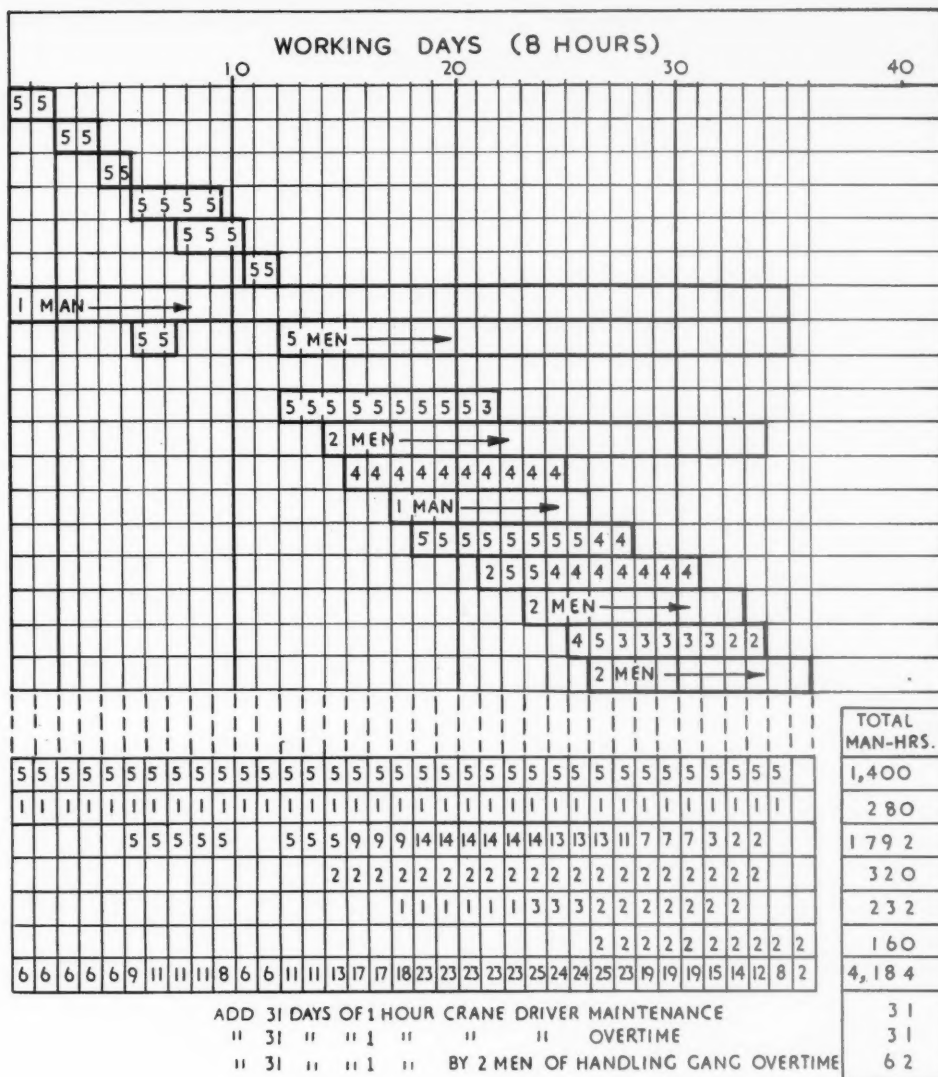 WORKING DAYS (8 HOURS)
10 20 30 40
5 5
5 5
5 5
5 5 5 5
5 5 5
5 5
1 MAN
5 5 5 MEN
5 5 5 5 5 5 5 5 5 3
2 MEN
4 4 4 4 4 4 4 4 4 4
1 MAN
5 5 5 5 5 5 5 5 4 4
2 5 5 4 4 4 4 4 4 4
2 MEN
4 5 3 3 3 3 3 2 2
2 MEN
TOTAL
MAN-HRS.
5 5 5 5 5 5 5 5 5 5 5 5 5 5 5 5 5 5 5 5 5 5 5 5 5 5 5 5 5 5 5 5 5 5 5 1,400
1 1 1 1 1 1 1 1 1 1 1 1 1 1 1 1 1 1 1 1 1 1 1 1 1 1 1 1 1 1 1 1 1 1 1 280
5 5 5 5 5 5 5 5 9 9 9 14 14 14 14 14 14 13 13 13 11 7 7 7 3 2 2 1792
2 2 2 2 2 2 2 2 2 2 2 2 2 2 2 2 2 2 2 2 320
1 1 1 1 1 1 3 3 3 2 2 2 2 2 2 2 232
2 2 2 2 2 2 2 2 2 2 160
6 6 6 6 6 9 11 11 11 8 6 6 11 11 13 17 17 18 23 23 23 23 23 25 24 24 25 23 19 19 19 15 14 12 8 2 4,184
ADD 31 DAYS OF 1 HOUR CRANE DRIVER MAINTENANCE 31
" 31 " " 1 " " " OVERTIME 31
" 31 " " 1 " BY 2 MEN OF HANDLING GANG OVERTIME 62